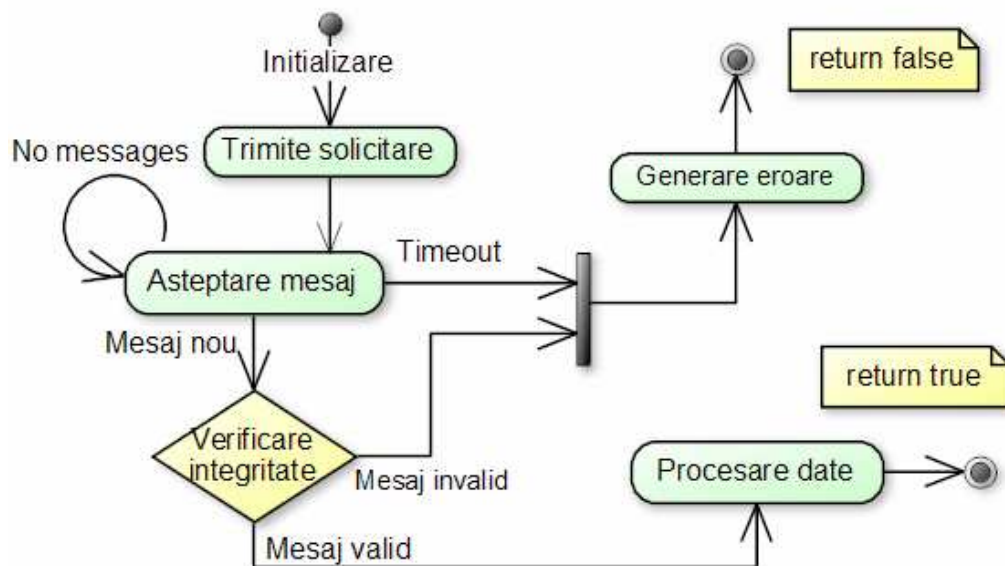 Initializare
return false
No messages
Trimite solicitare
Generare eroare
Asteptare mesaj
Timeout
Mesaj nou
return true
Verificare
integritate
Mesaj invalid
Procesare date
Mesaj valid